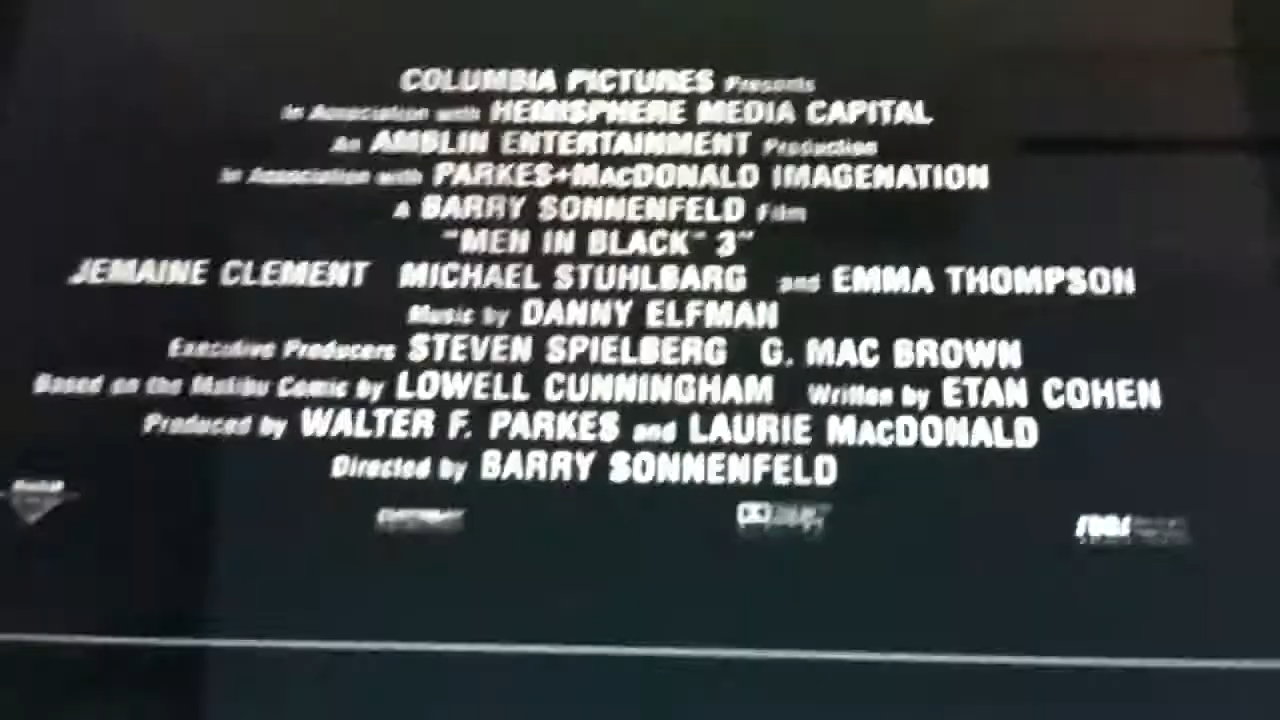 COLUMBIA PICTURES Presents
In Association with HEMISPHERE MEDIA CAPITAL
An AMBLIN ENTERTAINMENT Production
In Association with PARKES+MACDONALD IMAGENATION
A BARRY SONNENFELD Film
"MEN IN BLACK" 3"
JEMAINE CLEMENT MICHAEL STUHLBARG and EMMA THOMPSON
Music by DANNY ELFMAN
Executive Producers STEVEN SPIELBERG G. MAC BROWN
Based on the Malibu Comic by LOWELL CUNNINGHAM Written by ETAN COHEN
Produced by WALTER F. PARKES and LAURIE MACDONALD
Directed by BARRY SONNENFELD